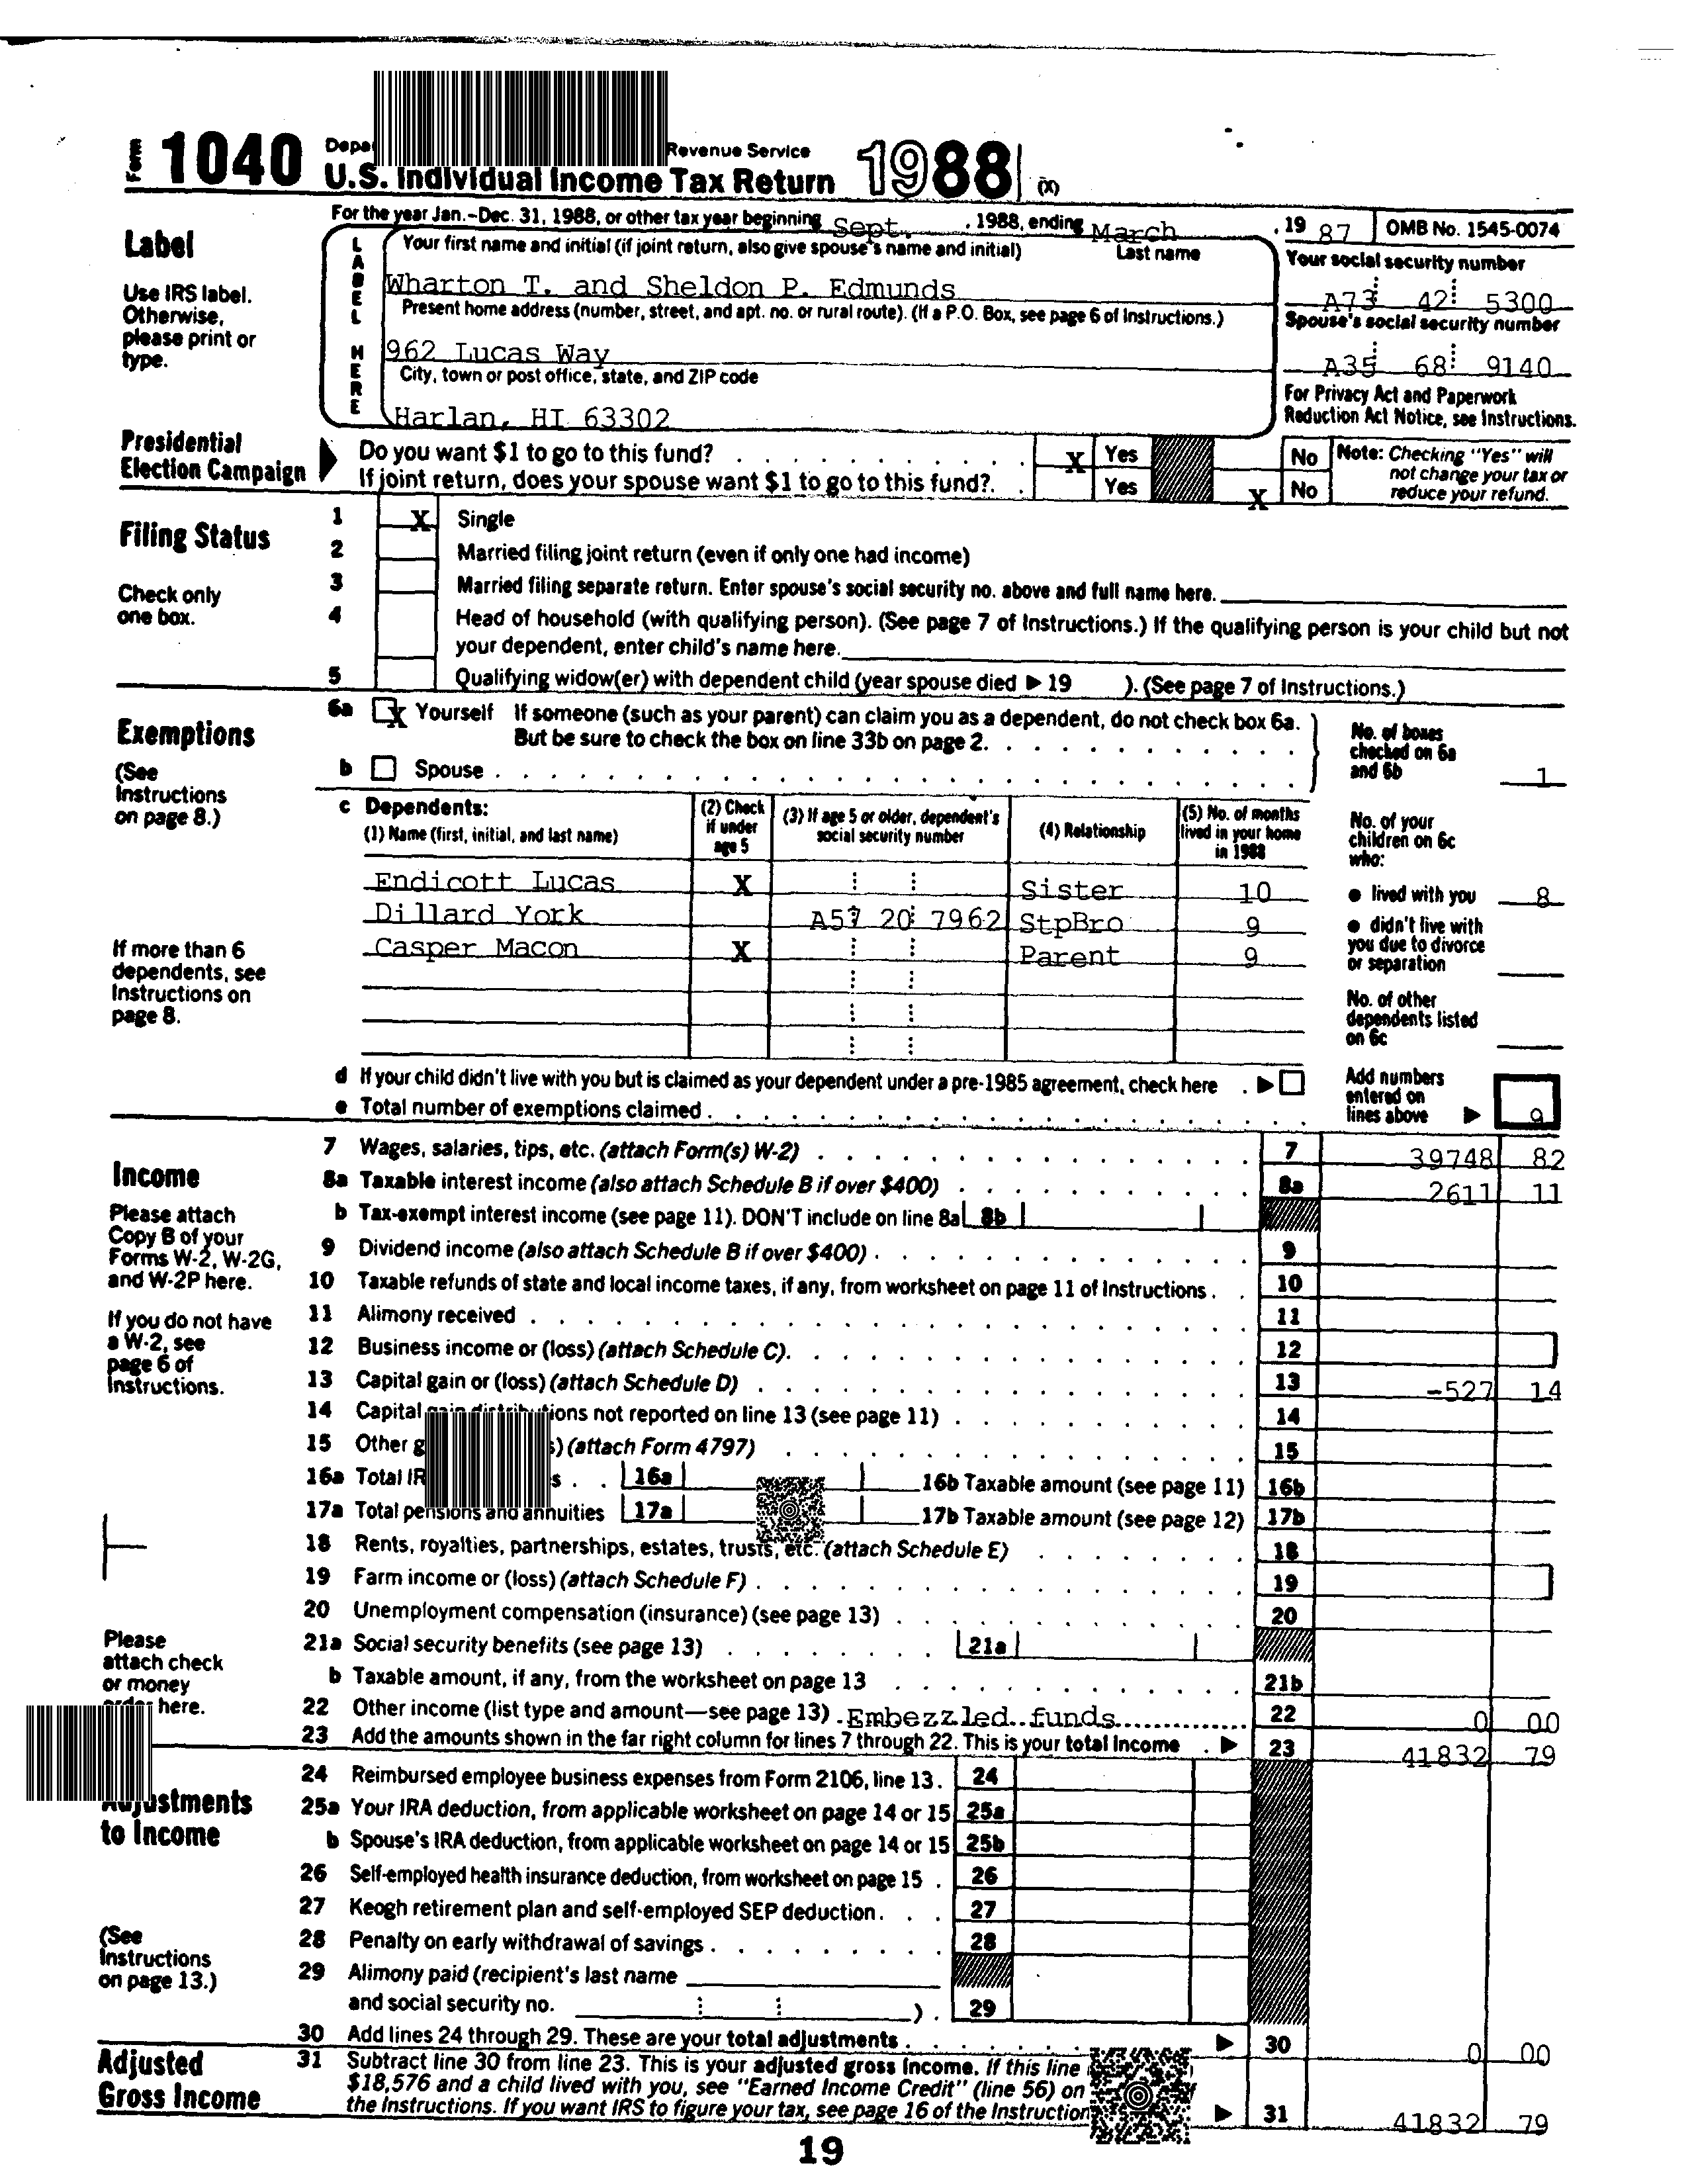 Form 1040 Revenue Service 1988 (X)
U.S. Individual Income Tax Return
For the year Jan.-Dec. 31, 1988, or other tax year beginning Sept. , 1988, ending March , 19 87 OMB No. 1545-0074
Label
Use IRS label.
Otherwise,
please print or
type.
LABEL HERE
Your first name and initial (if joint return, also give spouse's name and initial) Last name
Wharton T. and Sheldon P. Edmunds
Your social security number
A73 42 5300
Present home address (number, street, and apt. no. or rural route). (If a P.O. Box, see page 6 of Instructions.)
962 Lucas Way
Spouse's social security number
A35 68 9140
City, town or post office, state, and ZIP code
Harlan, HI 63302
For Privacy Act and Paperwork
Reduction Act Notice, see Instructions.
Presidential
Election Campaign
Do you want $1 to go to this fund? X Yes No
If joint return, does your spouse want $1 to go to this fund? Yes X No
Note: Checking "Yes" will
not change your tax or
reduce your refund.
Filing Status
Check only
one box.
1 X Single
2 Married filing joint return (even if only one had income)
3 Married filing separate return. Enter spouse's social security no. above and full name here.
4 Head of household (with qualifying person). (See page 7 of Instructions.) If the qualifying person is your child but not
your dependent, enter child's name here.
5 Qualifying widow(er) with dependent child (year spouse died ▶ 19 ). (See page 7 of Instructions.)
Exemptions
(See
Instructions
on page 8.)
6a X Yourself If someone (such as your parent) can claim you as a dependent, do not check box 6a.
But be sure to check the box on line 33b on page 2.
b Spouse
No. of boxes
checked on 6a
and 6b 1
c Dependents:
(1) Name (first, initial, and last name)
(2) Check
if under
age 5
(3) If age 5 or older, dependent's
social security number
(4) Relationship
(5) No. of months
lived in your home
in 1988
Endicott Lucas X Sister 10
Dillard York A57 20 7962 StpBro 9
Casper Macon X Parent 9
If more than 6
dependents, see
Instructions on
page 8.
No. of your
children on 6c
who:
● lived with you 8
● didn't live with
you due to divorce
or separation
No. of other
dependents listed
on 6c
d If your child didn't live with you but is claimed as your dependent under a pre-1985 agreement, check here ▶
e Total number of exemptions claimed
Add numbers
entered on
lines above ▶ 9
Income
Please attach
Copy B of your
Forms W-2, W-2G,
and W-2P here.
If you do not have
a W-2, see
page 6 of
Instructions.
7 Wages, salaries, tips, etc. (attach Form(s) W-2) 7 39748 82
8a Taxable interest income (also attach Schedule B if over $400) 8a 2611 11
b Tax-exempt interest income (see page 11). DON'T include on line 8a 8b
9 Dividend income (also attach Schedule B if over $400) 9
10 Taxable refunds of state and local income taxes, if any, from worksheet on page 11 of Instructions 10
11 Alimony received 11
12 Business income or (loss) (attach Schedule C) 12
13 Capital gain or (loss) (attach Schedule D) 13 -527 14
14 Capital gain distributions not reported on line 13 (see page 11) 14
15 Other (attach Form 4797) 15
16a Total 16a 16b Taxable amount (see page 11) 16b
17a Total pensions and annuities 17a 17b Taxable amount (see page 12) 17b
18 Rents, royalties, partnerships, estates, trusts, etc. (attach Schedule E) 18
19 Farm income or (loss) (attach Schedule F) 19
20 Unemployment compensation (insurance) (see page 13) 20
21a Social security benefits (see page 13) 21a
b Taxable amount, if any, from the worksheet on page 13 21b
22 Other income (list type and amount—see page 13) Embezzled funds 22 0 00
23 Add the amounts shown in the far right column for lines 7 through 22. This is your total income ▶ 23 41832 79
Please
attach check
or money
order here.
Adjustments
to Income
(See
Instructions
on page 13.)
24 Reimbursed employee business expenses from Form 2106, line 13 24
25a Your IRA deduction, from applicable worksheet on page 14 or 15 25a
b Spouse's IRA deduction, from applicable worksheet on page 14 or 15 25b
26 Self-employed health insurance deduction, from worksheet on page 15 26
27 Keogh retirement plan and self-employed SEP deduction 27
28 Penalty on early withdrawal of savings 28
29 Alimony paid (recipient's last name
and social security no. ) 29
30 Add lines 24 through 29. These are your total adjustments ▶ 30 0 00
Adjusted
Gross Income
31 Subtract line 30 from line 23. This is your adjusted gross income. If this line
$18,576 and a child lived with you, see "Earned Income Credit" (line 56) on
the Instructions. If you want IRS to figure your tax, see page 16 of the Instruction ▶ 31 41832 79
19